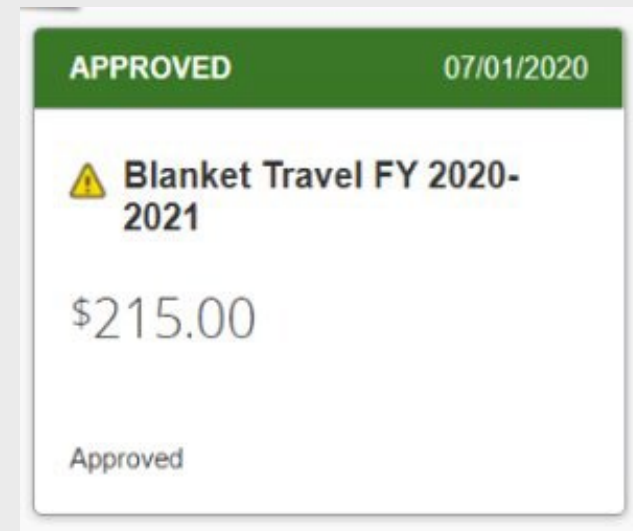 APPROVED 07/01/2020
Blanket Travel FY 2020-
2021
$215.00
Approved